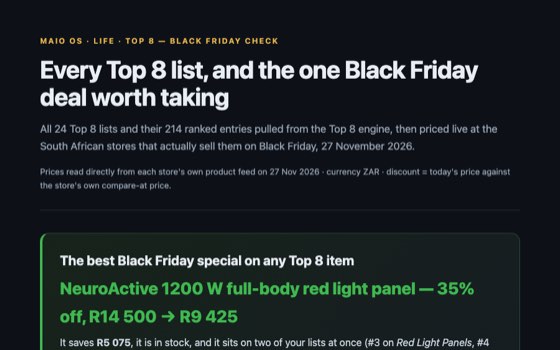 MAIO OS · LIFE · TOP 8 — BLACK FRIDAY CHECK
Every Top 8 list, and the one Black Friday
deal worth taking
All 24 Top 8 lists and their 214 ranked entries pulled from the Top 8 engine, then priced live at the
South African stores that actually sell them on Black Friday, 27 November 2026.
Prices read directly from each store's own product feed on 27 Nov 2026 · currency ZAR · discount = today's price against
the store's own compare-at price.
The best Black Friday special on any Top 8 item
NeuroActive 1200 W full-body red light panel — 35%
off, R14 500 → R9 425
It saves R5 075, it is in stock, and it sits on two of your lists at once (#3 on Red Light Panels, #4